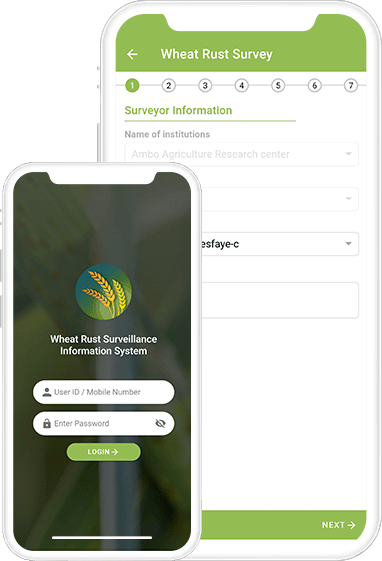 Wheat Rust Survey
1 2 3 4 5 6 7
Surveyor Information
Name of institutions
Ambo Agriculture Research center
esfaye-c
NEXT
Wheat Rust Surveillance
Information System
User ID / Mobile Number
Enter Password
LOGIN